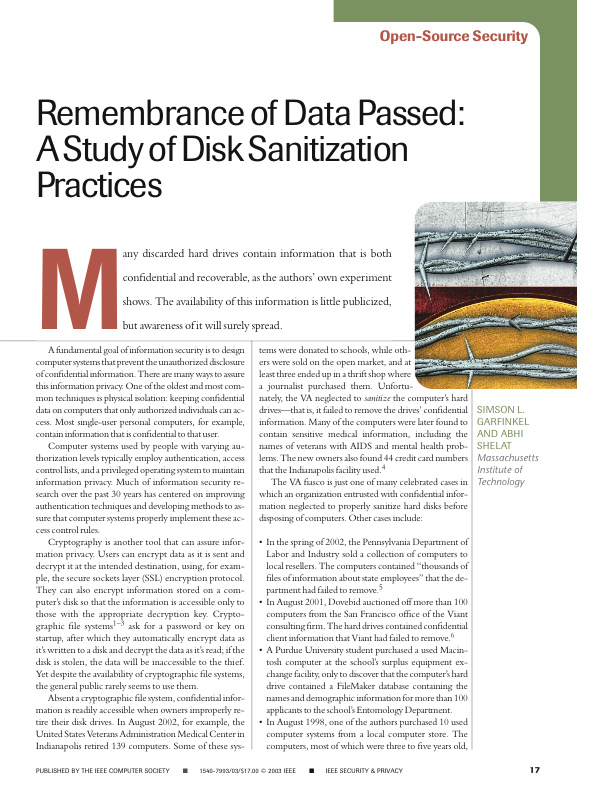 Open-Source Security
Remembrance of Data Passed:
A Study of Disk Sanitization
Practices
Many discarded hard drives contain information that is both
confidential and recoverable, as the authors' own experiment
shows. The availability of this information is little publicized,
but awareness of it will surely spread.
A fundamental goal of information security is to design
computer systems that prevent the unauthorized disclosure
of confidential information. There are many ways to assure
this information privacy. One of the oldest and most com-
mon techniques is physical isolation: keeping confidential
data on computers that only authorized individuals can ac-
cess. Most single-user personal computers, for example,
contain information that is confidential to that user.
Computer systems used by people with varying au-
thorization levels typically employ authentication, access
control lists, and a privileged operating system to maintain
information privacy. Much of information security re-
search over the past 30 years has centered on improving
authentication techniques and developing methods to as-
sure that computer systems properly implement these ac-
cess control rules.
Cryptography is another tool that can assure infor-
mation privacy. Users can encrypt data as it is sent and
decrypt it at the intended destination, using, for exam-
ple, the secure sockets layer (SSL) encryption protocol.
They can also encrypt information stored on a com-
puter's disk so that the information is accessible only to
those with the appropriate decryption key. Crypto-
graphic file systems1–3 ask for a password or key on
startup, after which they automatically encrypt data as
it's written to a disk and decrypt the data as it's read; if the
disk is stolen, the data will be inaccessible to the thief.
Yet despite the availability of cryptographic file systems,
the general public rarely seems to use them.
Absent a cryptographic file system, confidential infor-
mation is readily accessible when owners improperly re-
tire their disk drives. In August 2002, for example, the
United States Veterans Administration Medical Center in
Indianapolis retired 139 computers. Some of these sys-
tems were donated to schools, while oth-
ers were sold on the open market, and at
least three ended up in a thrift shop where
a journalist purchased them. Unfortu-
nately, the VA neglected to sanitize the computer's hard
drives—that is, it failed to remove the drives' confidential
information. Many of the computers were later found to
contain sensitive medical information, including the
names of veterans with AIDS and mental health prob-
lems. The new owners also found 44 credit card numbers
that the Indianapolis facility used.4
The VA fiasco is just one of many celebrated cases in
which an organization entrusted with confidential infor-
mation neglected to properly sanitize hard disks before
disposing of computers. Other cases include:
• In the spring of 2002, the Pennsylvania Department of
Labor and Industry sold a collection of computers to
local resellers. The computers contained “thousands of
files of information about state employees” that the de-
partment had failed to remove.5
• In August 2001, Dovebid auctioned off more than 100
computers from the San Francisco office of the Viant
consulting firm. The hard drives contained confidential
client information that Viant had failed to remove.6
• A Purdue University student purchased a used Macin-
tosh computer at the school's surplus equipment ex-
change facility, only to discover that the computer's hard
drive contained a FileMaker database containing the
names and demographic information for more than 100
applicants to the school's Entomology Department.
• In August 1998, one of the authors purchased 10 used
computer systems from a local computer store. The
computers, most of which were three to five years old,
SIMSON L.
GARFINKEL
AND ABHI
SHELAT
Massachusetts
Institute of
Technology
PUBLISHED BY THE IEEE COMPUTER SOCIETY ■ 1540-7993/03/$17.00 © 2003 IEEE ■ IEEE SECURITY & PRIVACY 17